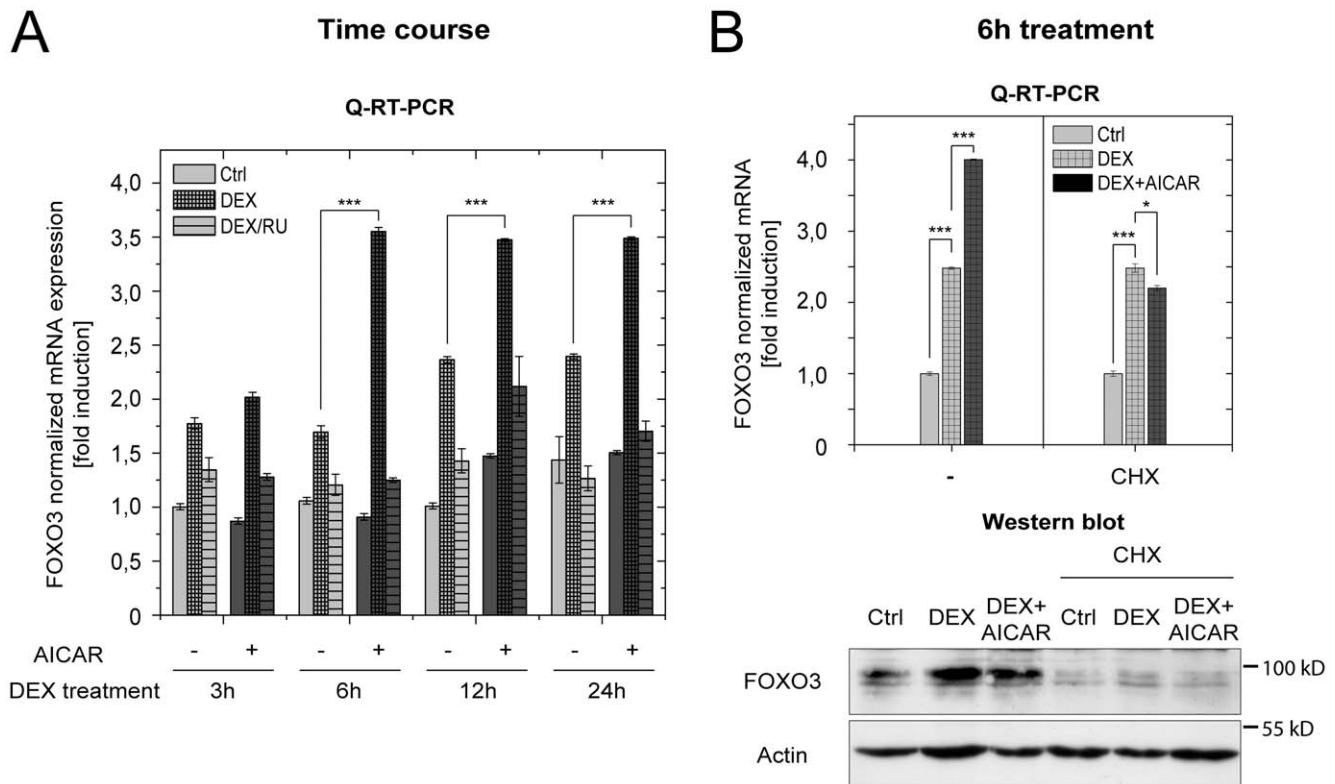 A
Time course
Q-RT-PCR
FOXO3 normalized mRNA expression
[fold induction]
4,0
3,5
3,0
2,5
2,0
1,5
1,0
0,5
0
Ctrl
DEX
DEX/RU
***
***
***
AICAR - + - + - + - +
DEX treatment 3h 6h 12h 24h
B
6h treatment
Q-RT-PCR
FOXO3 normalized mRNA
[fold induction]
4,0
3,0
2,0
1,0
0
Ctrl
DEX
DEX+AICAR
***
***
***
*
- CHX
Western blot
CHX
Ctrl DEX DEX+
AICAR Ctrl DEX DEX+
AICAR
FOXO3
100 kD
55 kD
Actin